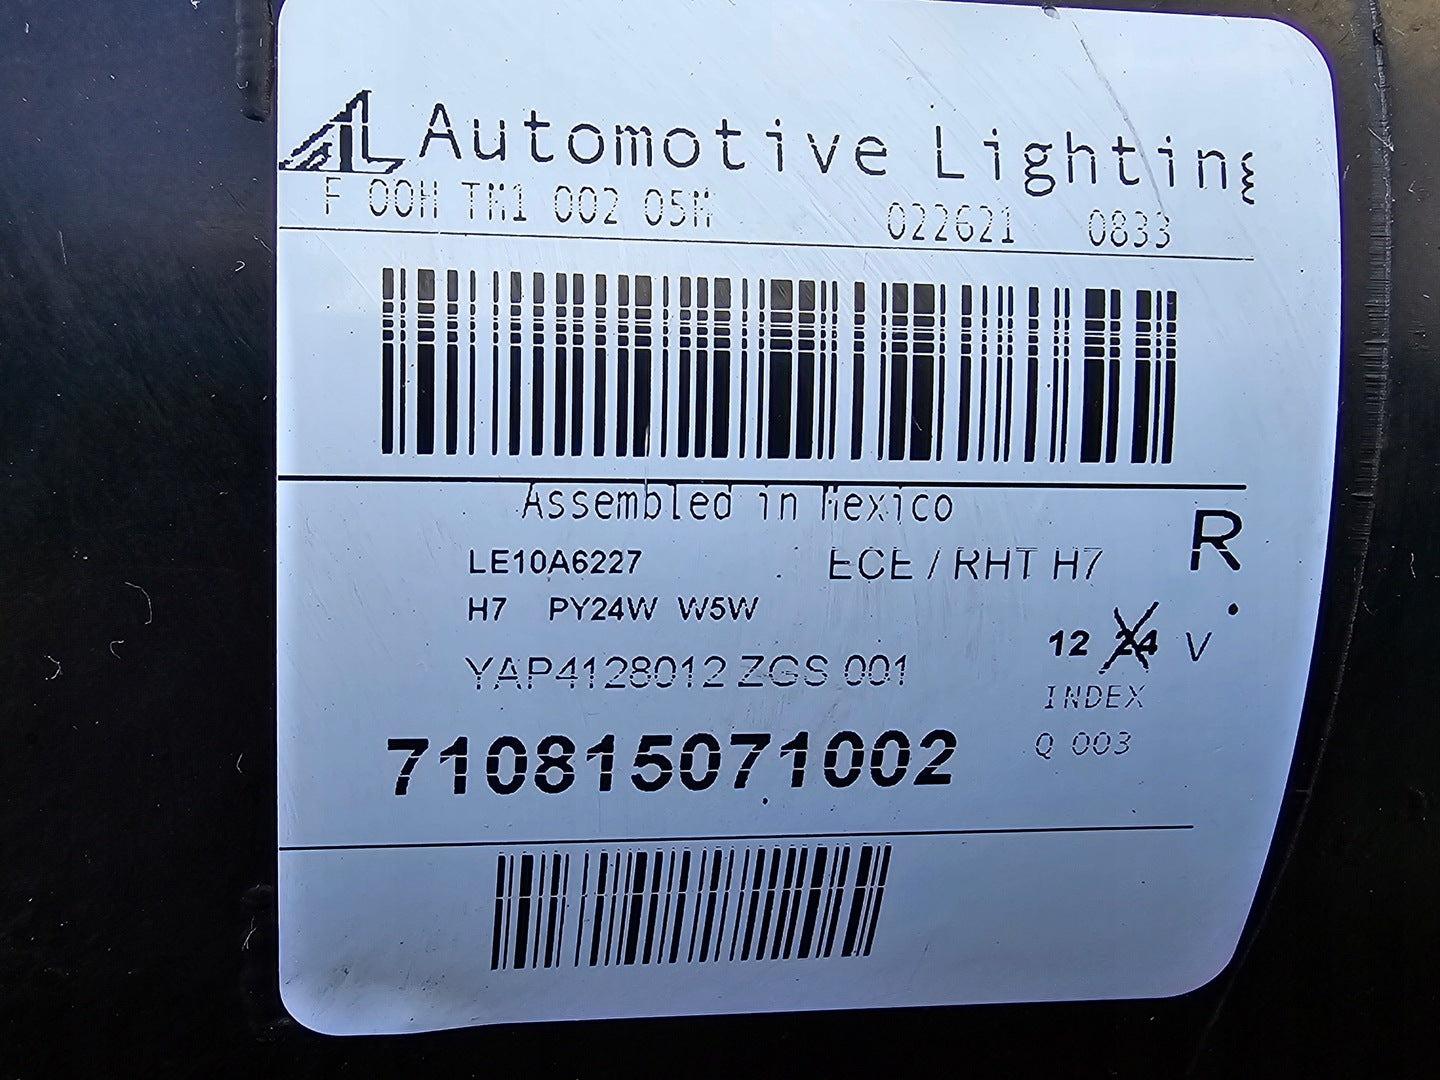 AL Automotive Lighting
F 00H TM1 002 05M 022621 0833
Assembled in Mexico
R
LE10A6227 ECE / RHT H7
H7 PY24W W5W
12 24 V
YAP4128012 ZGS 001
INDEX
710815071002 Q 003